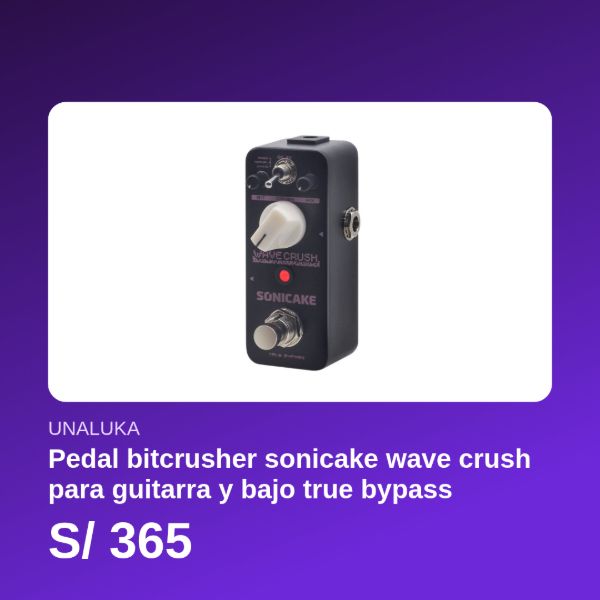 WAVE CRUSH
SONICAKE
UNALUKA
Pedal bitcrusher sonicake wave crush
para guitarra y bajo true bypass
S/ 365